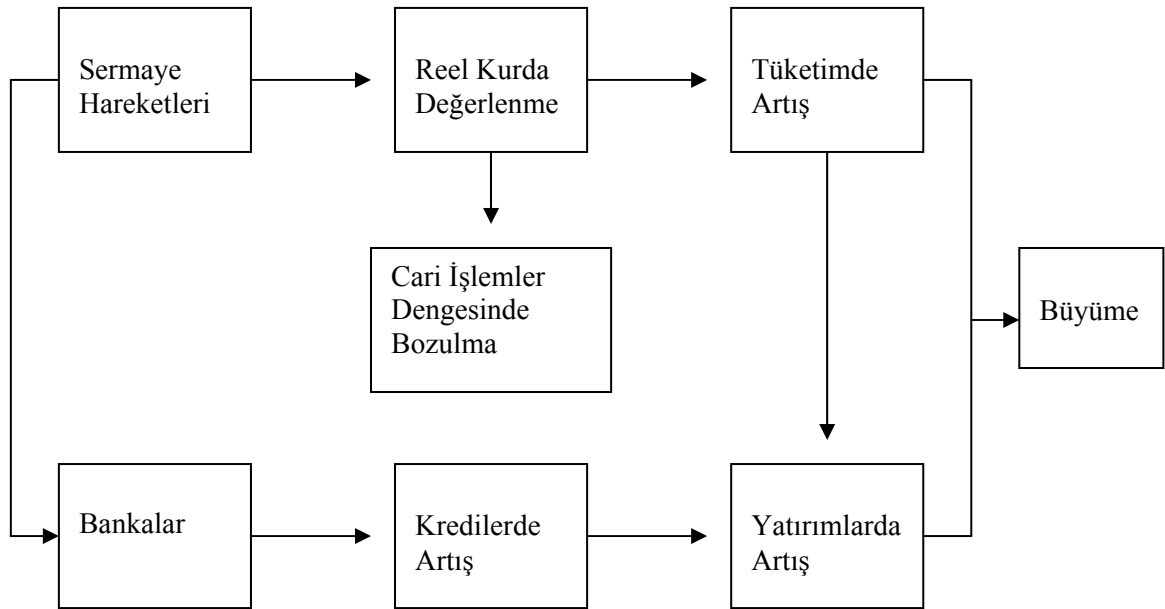 Sermaye
Hareketleri
Reel Kurda
Değerlenme
Tüketimde
Artış
Cari İşlemler
Dengesinde
Bozulma
Büyüme
Bankalar
Kredilerde
Artış
Yatırımlarda
Artış